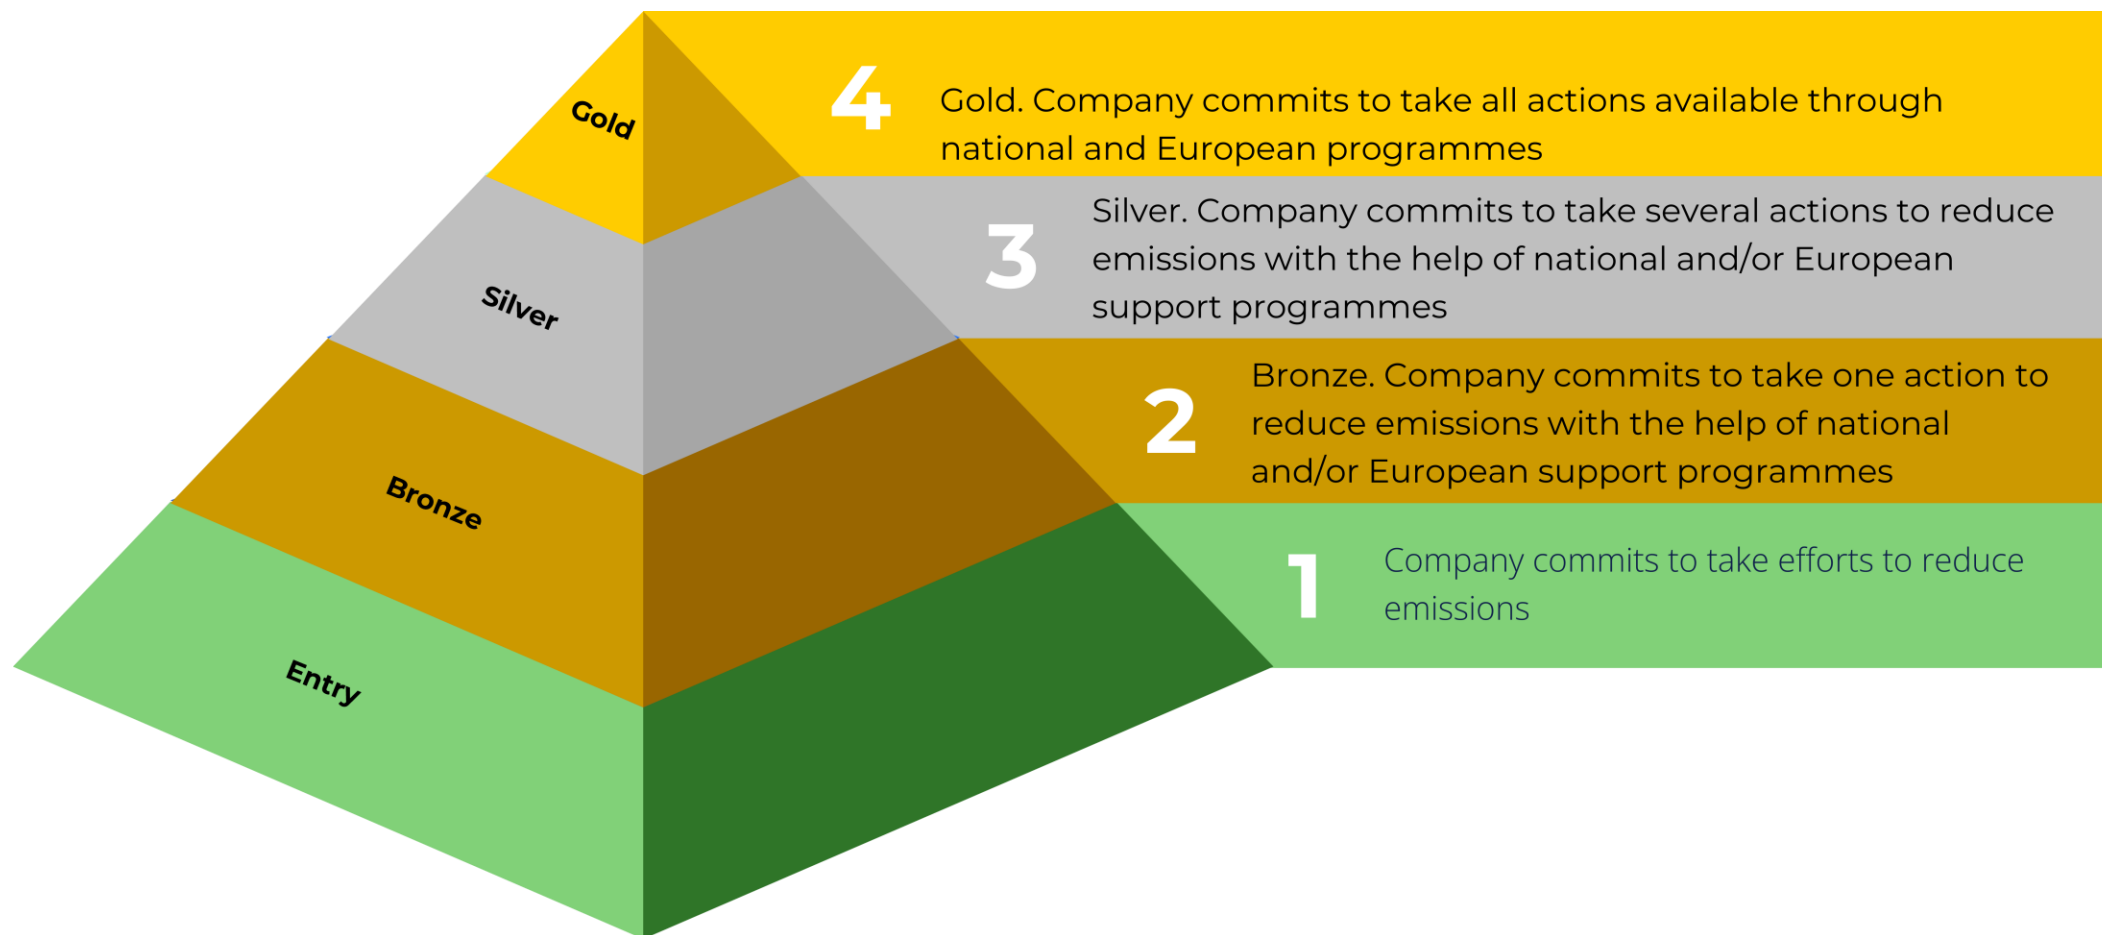 Gold
4
Gold. Company commits to take all actions available through
national and European programmes
Silver
3
Silver. Company commits to take several actions to reduce
emissions with the help of national and/or European
support programmes
Bronze
2
Bronze. Company commits to take one action to
reduce emissions with the help of national
and/or European support programmes
Entry
1
Company commits to take efforts to reduce
emissions